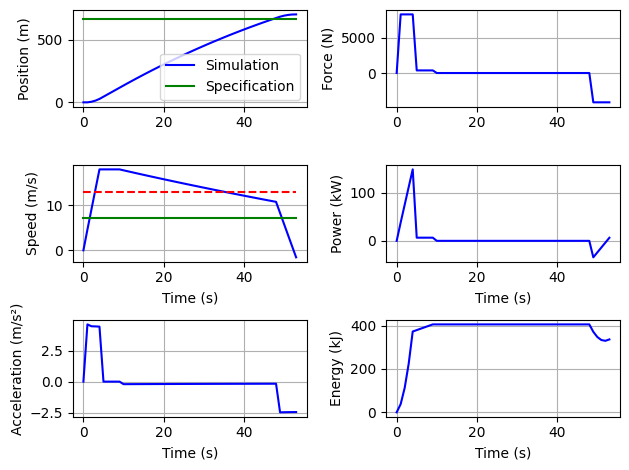 Position (m)
500
0
0
20
40
Simulation
Specification
Force (N)
5000
0
0
20
40
Speed (m/s)
10
0
0
20
40
Time (s)
Power (kW)
100
0
0
20
40
Time (s)
Acceleration (m/s²)
2.5
0.0
−2.5
0
20
40
Time (s)
Energy (kJ)
400
200
0
0
20
40
Time (s)